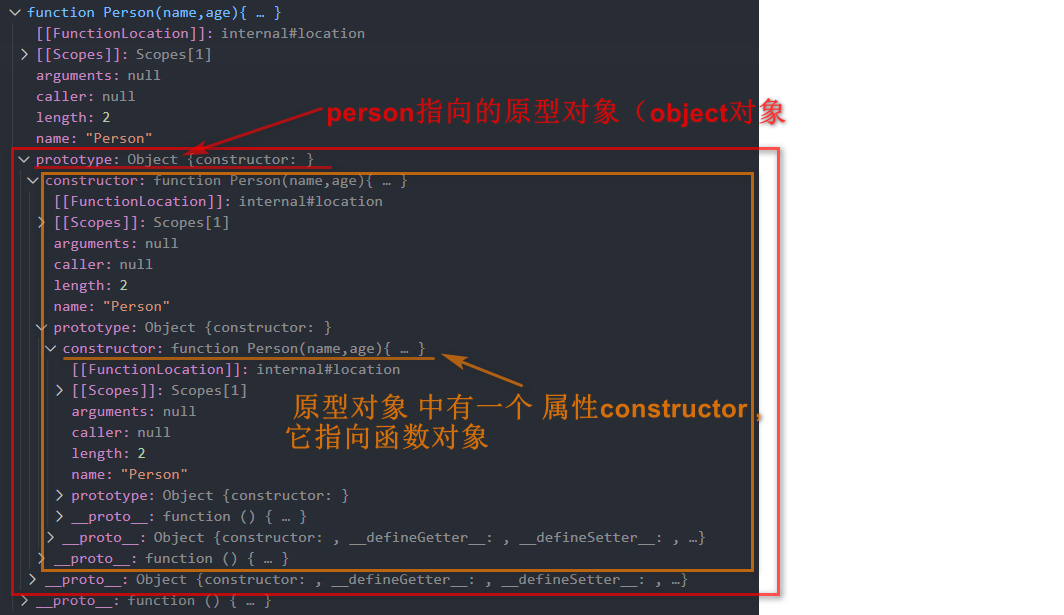 function Person(name,age){ … }
[[FunctionLocation]]: internal#location
[[Scopes]]: Scopes[1]
arguments: null
caller: null
length: 2
name: "Person"
person指向的原型对象（object对象
prototype: Object {constructor: }
constructor: function Person(name,age){ … }
[[FunctionLocation]]: internal#location
[[Scopes]]: Scopes[1]
arguments: null
caller: null
length: 2
name: "Person"
prototype: Object {constructor: }
constructor: function Person(name,age){ … }
[[FunctionLocation]]: internal#location
[[Scopes]]: Scopes[1]
arguments: null
caller: null
length: 2
name: "Person"
原型对象 中有一个 属性constructor，
它指向函数对象
prototype: Object {constructor: }
__proto__: function () { … }
__proto__: Object {constructor: , __defineGetter__: , __defineSetter__: , …}
__proto__: function () { … }
__proto__: Object {constructor: , __defineGetter__: , __defineSetter__: , …}
__proto__: function () { … }